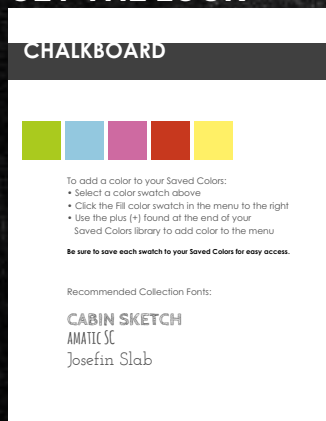 CHALKBOARD
To add a color to your Saved Colors:
• Select a color swatch above
• Click the Fill color swatch in the menu to the right
• Use the plus (+) found at the end of your
Saved Colors library to add color to the menu
Be sure to save each swatch to your Saved Colors for easy access.
Recommended Collection Fonts:
CABIN SKETCH
AMATIC SC
Josefin Slab